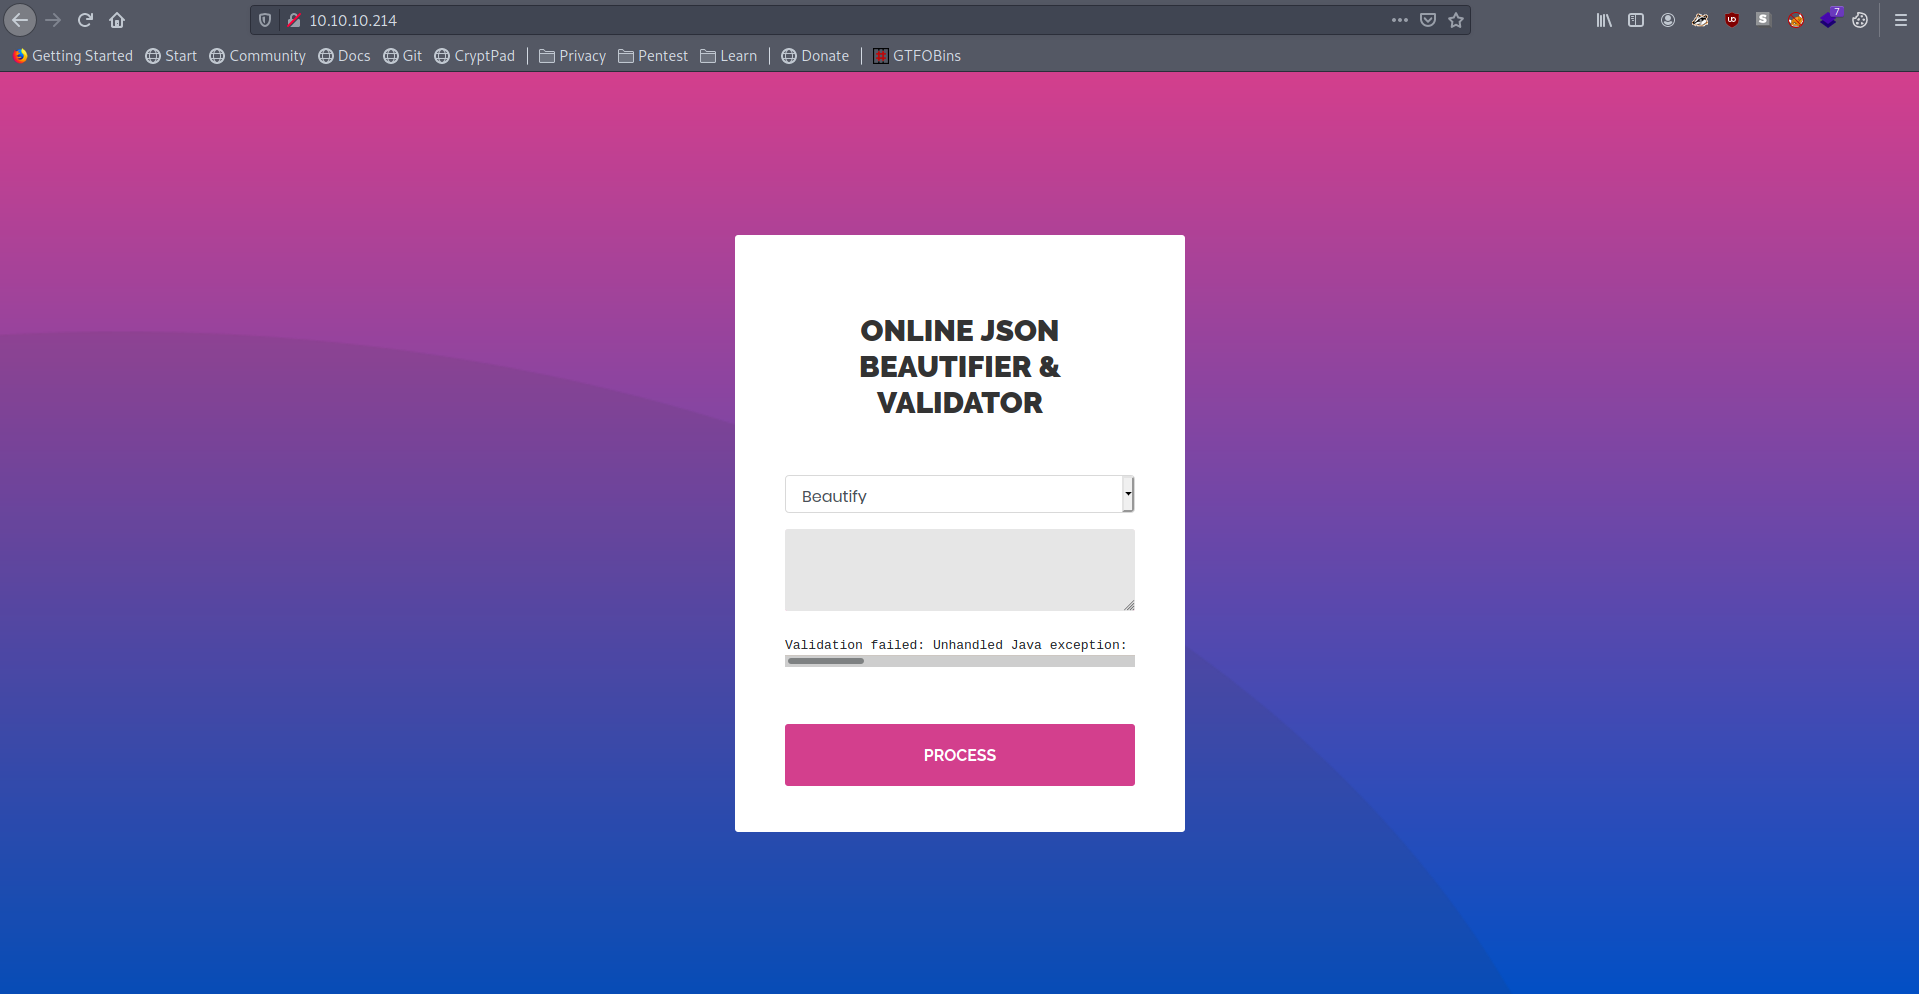 10.10.10.214
7
Getting Started Start Community Docs Git CryptPad Privacy Pentest Learn Donate GTFOBins
ONLINE JSON
BEAUTIFIER &
VALIDATOR
Beautify
Validation failed: Unhandled Java exception:
PROCESS